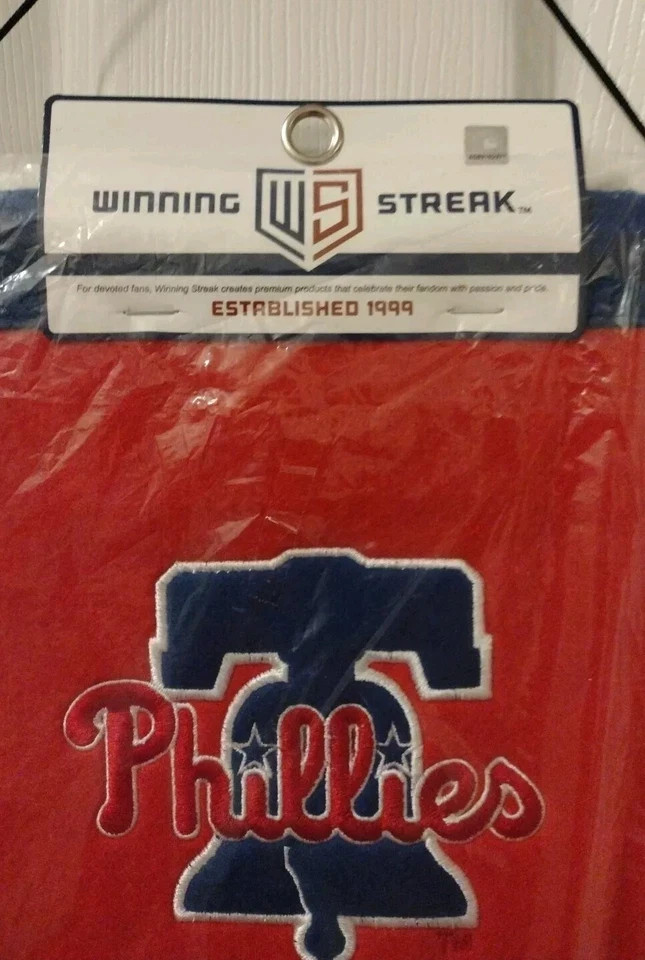 WINNING WS STREAK™
For devoted fans, Winning Streak creates premium products that celebrate their fandom with passion and pride.
ESTABLISHED 1999
Phillies